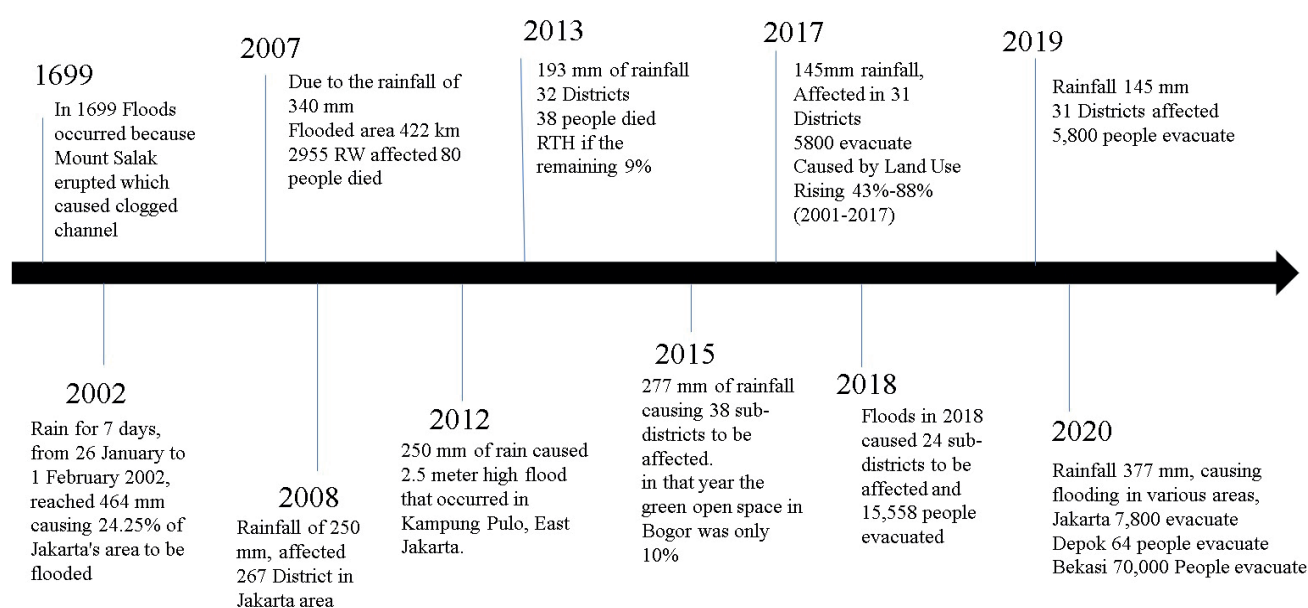 1699
In 1699 Floods
occurred because
Mount Salak
erupted which
caused clogged
channel
2007
Due to the rainfall of
340 mm
Flooded area 422 km
2955 RW affected 80
people died
2013
193 mm of rainfall
32 Districts
38 people died
RTH if the
remaining 9%
2017
145mm rainfall,
Affected in 31
Districts
5800 evacuate
Caused by Land Use
Rising 43%-88%
(2001-2017)
2019
Rainfall 145 mm
31 Districts affected
5,800 people evacuate
2002
Rain for 7 days,
from 26 January to
1 February 2002,
reached 464 mm
causing 24.25% of
Jakarta's area to be
flooded
2008
Rainfall of 250
mm, affected
267 District in
Jakarta area
2012
250 mm of rain caused
2.5 meter high flood
that occurred in
Kampung Pulo, East
Jakarta.
2015
277 mm of rainfall
causing 38 sub-
districts to be
affected.
in that year the
green open space in
Bogor was only
10%
2018
Floods in 2018
caused 24 sub-
districts to be
affected and
15,558 people
evacuated
2020
Rainfall 377 mm, causing
flooding in various areas,
Jakarta 7,800 evacuate
Depok 64 people evacuate
Bekasi 70,000 People evacuate